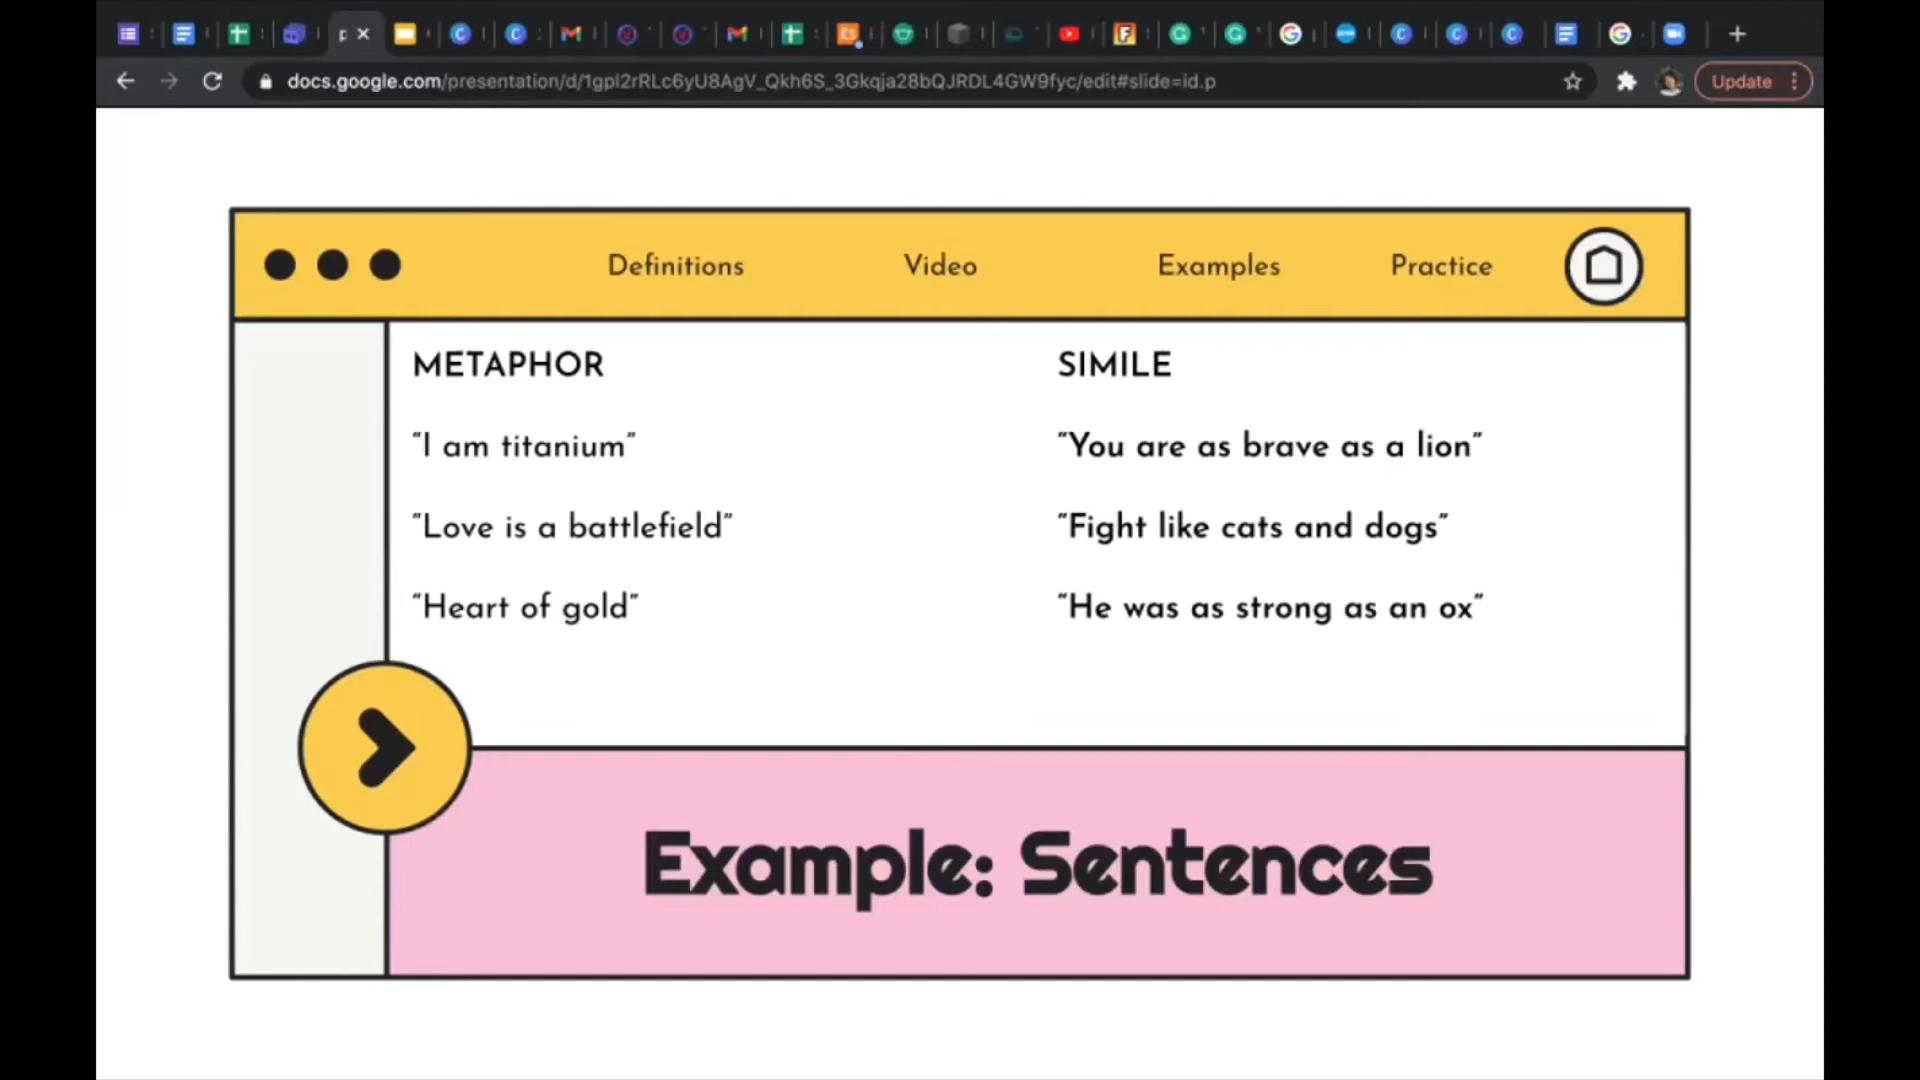 docs.google.com/presentation/d/1gpl2rRLc6yU8AgV_Qkh6S_3Gkqja28bQJRDL4GW9fyc/edit#slide=id.p
Update
Definitions Video Examples Practice
METAPHOR
"I am titanium"
"Love is a battlefield"
"Heart of gold"
SIMILE
"You are as brave as a lion"
"Fight like cats and dogs"
"He was as strong as an ox"
Example: Sentences